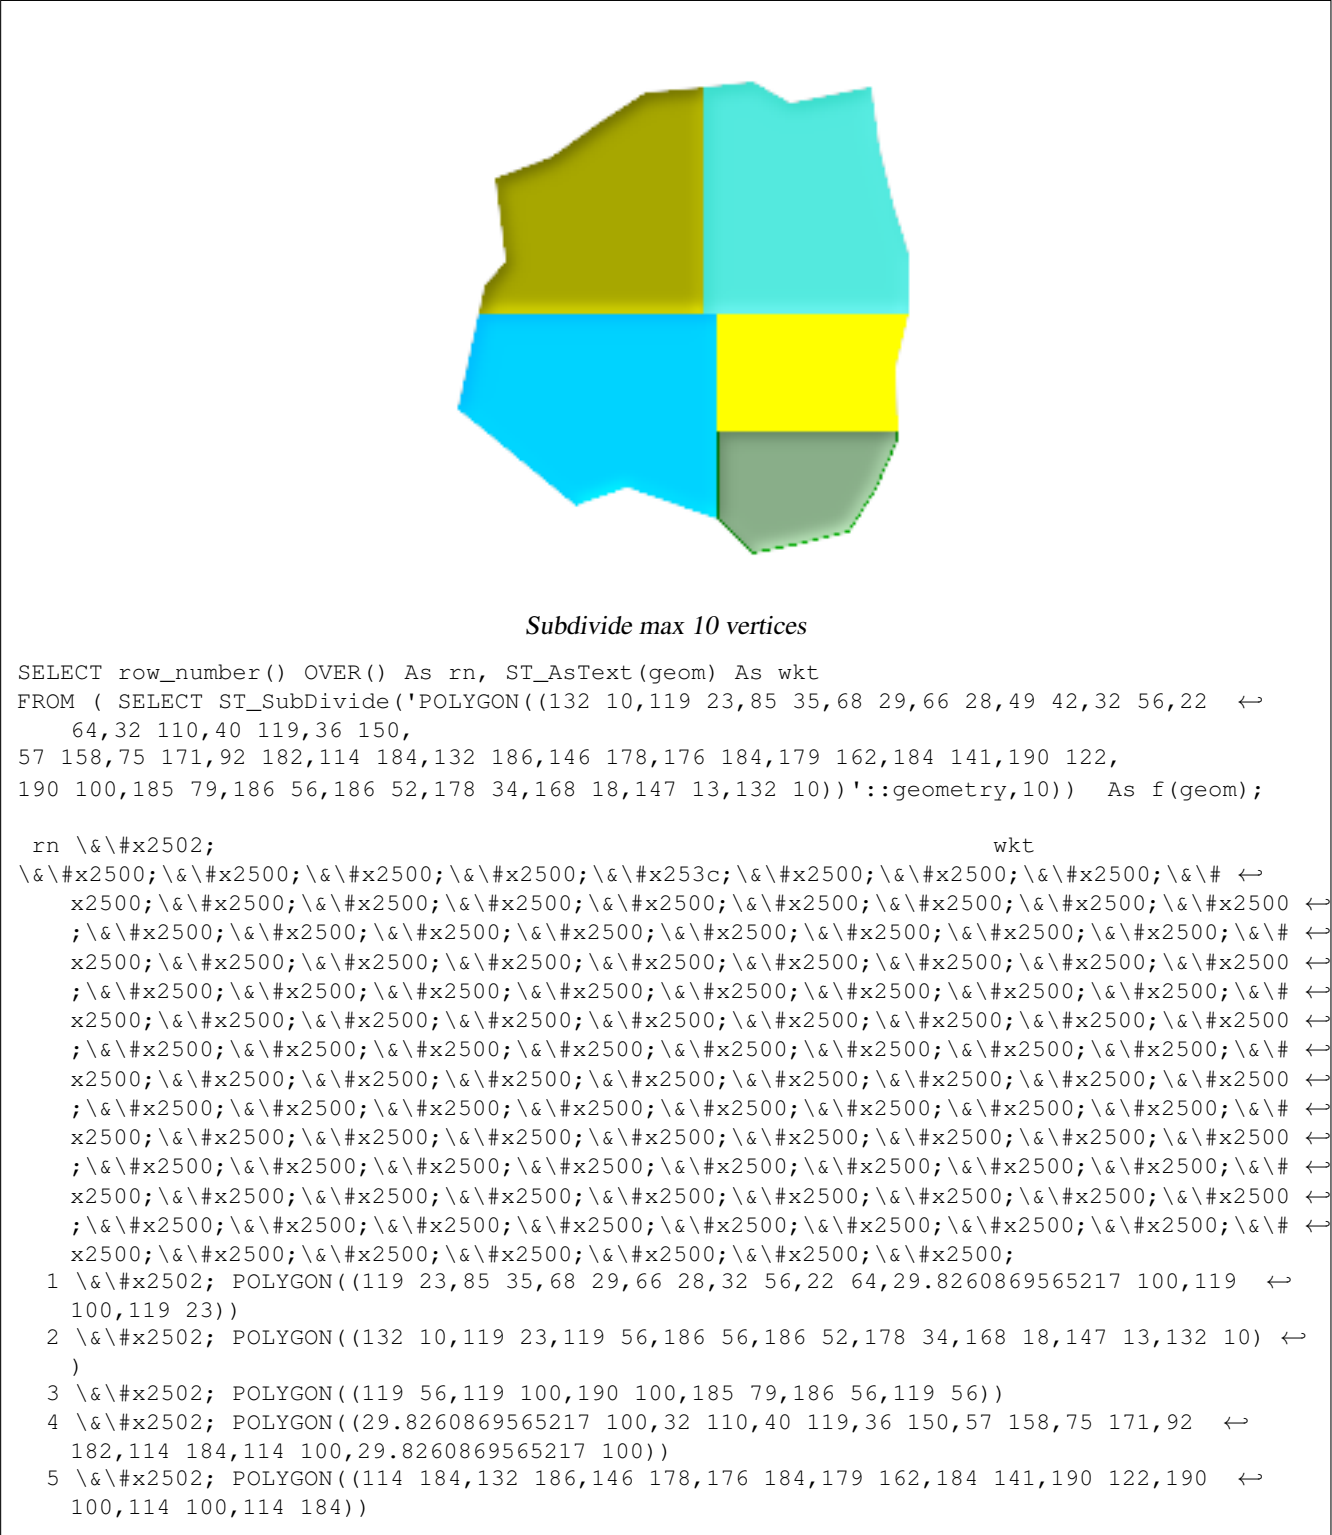 Subdivide max 10 vertices
SELECT row_number() OVER() As rn, ST_AsText(geom) As wkt
FROM ( SELECT ST_SubDivide('POLYGON((132 10,119 23,85 35,68 29,66 28,49 42,32 56,22 ↩
64,32 110,40 119,36 150,
57 158,75 171,92 182,114 184,132 186,146 178,176 184,179 162,184 141,190 122,
190 100,185 79,186 56,186 52,178 34,168 18,147 13,132 10))'::geometry,10)) As f(geom);
rn \&\#x2502; wkt
\&\#x2500;\&\#x2500;\&\#x2500;\&\#x2500;\&\#x253c;\&\#x2500;\&\#x2500;\&\#x2500;\&\# ↩
x2500;\&\#x2500;\&\#x2500;\&\#x2500;\&\#x2500;\&\#x2500;\&\#x2500;\&\#x2500;\&\#x2500 ↩
;\&\#x2500;\&\#x2500;\&\#x2500;\&\#x2500;\&\#x2500;\&\#x2500;\&\#x2500;\&\#x2500;\&\# ↩
x2500;\&\#x2500;\&\#x2500;\&\#x2500;\&\#x2500;\&\#x2500;\&\#x2500;\&\#x2500;\&\#x2500 ↩
;\&\#x2500;\&\#x2500;\&\#x2500;\&\#x2500;\&\#x2500;\&\#x2500;\&\#x2500;\&\#x2500;\&\# ↩
x2500;\&\#x2500;\&\#x2500;\&\#x2500;\&\#x2500;\&\#x2500;\&\#x2500;\&\#x2500;\&\#x2500 ↩
;\&\#x2500;\&\#x2500;\&\#x2500;\&\#x2500;\&\#x2500;\&\#x2500;\&\#x2500;\&\#x2500;\&\# ↩
x2500;\&\#x2500;\&\#x2500;\&\#x2500;\&\#x2500;\&\#x2500;\&\#x2500;\&\#x2500;\&\#x2500 ↩
;\&\#x2500;\&\#x2500;\&\#x2500;\&\#x2500;\&\#x2500;\&\#x2500;\&\#x2500;\&\#x2500;\&\# ↩
x2500;\&\#x2500;\&\#x2500;\&\#x2500;\&\#x2500;\&\#x2500;\&\#x2500;\&\#x2500;\&\#x2500 ↩
;\&\#x2500;\&\#x2500;\&\#x2500;\&\#x2500;\&\#x2500;\&\#x2500;\&\#x2500;\&\#x2500;\&\# ↩
x2500;\&\#x2500;\&\#x2500;\&\#x2500;\&\#x2500;\&\#x2500;\&\#x2500;\&\#x2500;\&\#x2500 ↩
;\&\#x2500;\&\#x2500;\&\#x2500;\&\#x2500;\&\#x2500;\&\#x2500;\&\#x2500;\&\#x2500;\&\# ↩
x2500;\&\#x2500;\&\#x2500;\&\#x2500;\&\#x2500;\&\#x2500;\&\#x2500;
1 \&\#x2502; POLYGON((119 23,85 35,68 29,66 28,32 56,22 64,29.8260869565217 100,119 ↩
100,119 23))
2 \&\#x2502; POLYGON((132 10,119 23,119 56,186 56,186 52,178 34,168 18,147 13,132 10) ↩
)
3 \&\#x2502; POLYGON((119 56,119 100,190 100,185 79,186 56,119 56))
4 \&\#x2502; POLYGON((29.8260869565217 100,32 110,40 119,36 150,57 158,75 171,92 ↩
182,114 184,114 100,29.8260869565217 100))
5 \&\#x2502; POLYGON((114 184,132 186,146 178,176 184,179 162,184 141,190 122,190 ↩
100,114 100,114 184))